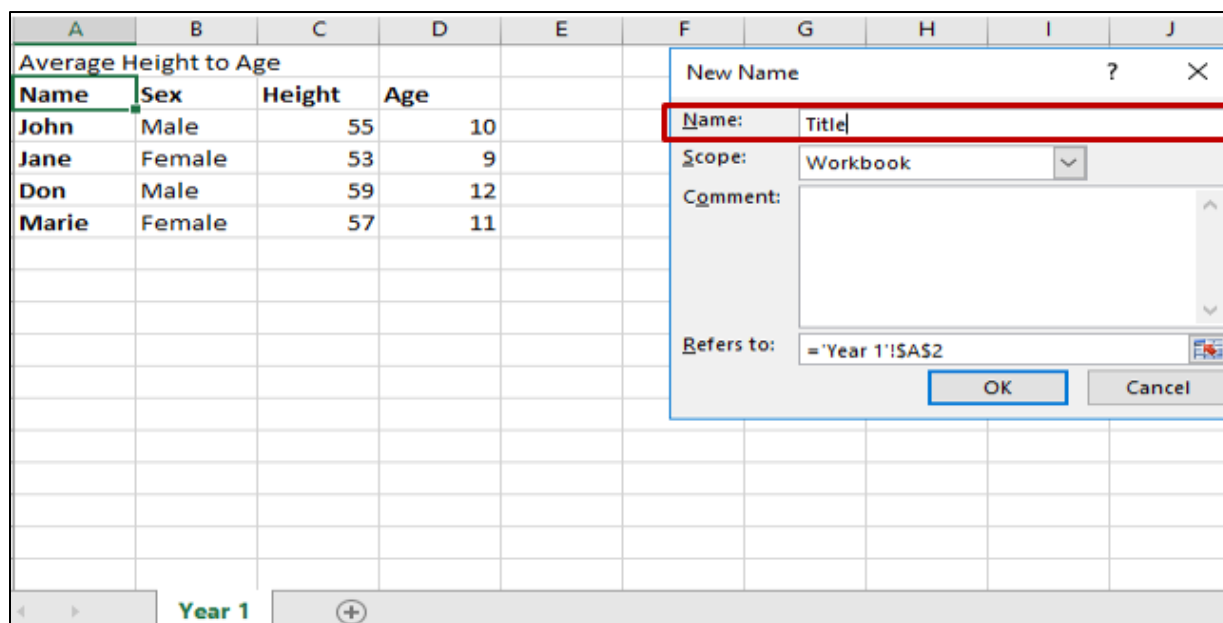 A B C D E F G H I J
Average Height to Age
Name Sex Height Age
John Male 55 10
Jane Female 53 9
Don Male 59 12
Marie Female 57 11
New Name ?
Name: Title
Scope: Workbook
Comment:
Refers to: ='Year 1'!$A$2
OK Cancel
Year 1